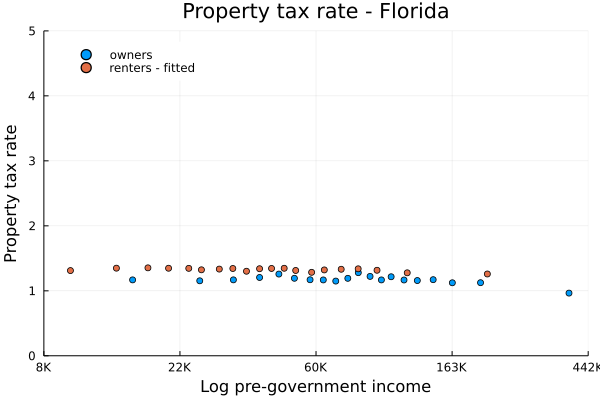 Property tax rate - Florida
owners
renters - fitted
Property tax rate
5
4
3
2
1
0
8K 22K 60K 163K 442K
Log pre-government income